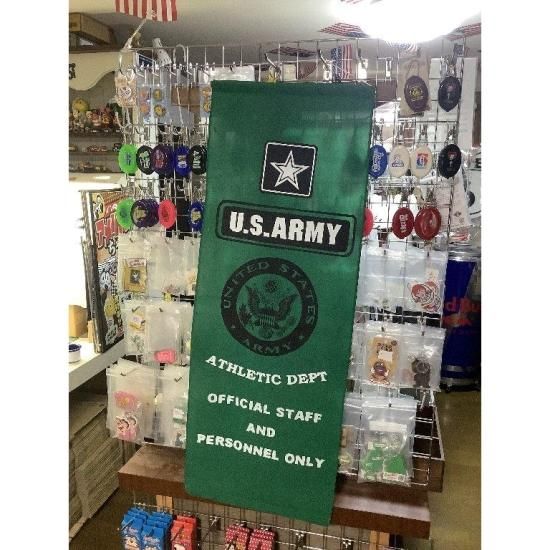 U.S.ARMY
UNITED STATES
ARMY
ATHLETIC DEPT
OFFICIAL STAFF
AND
PERSONNEL ONLY